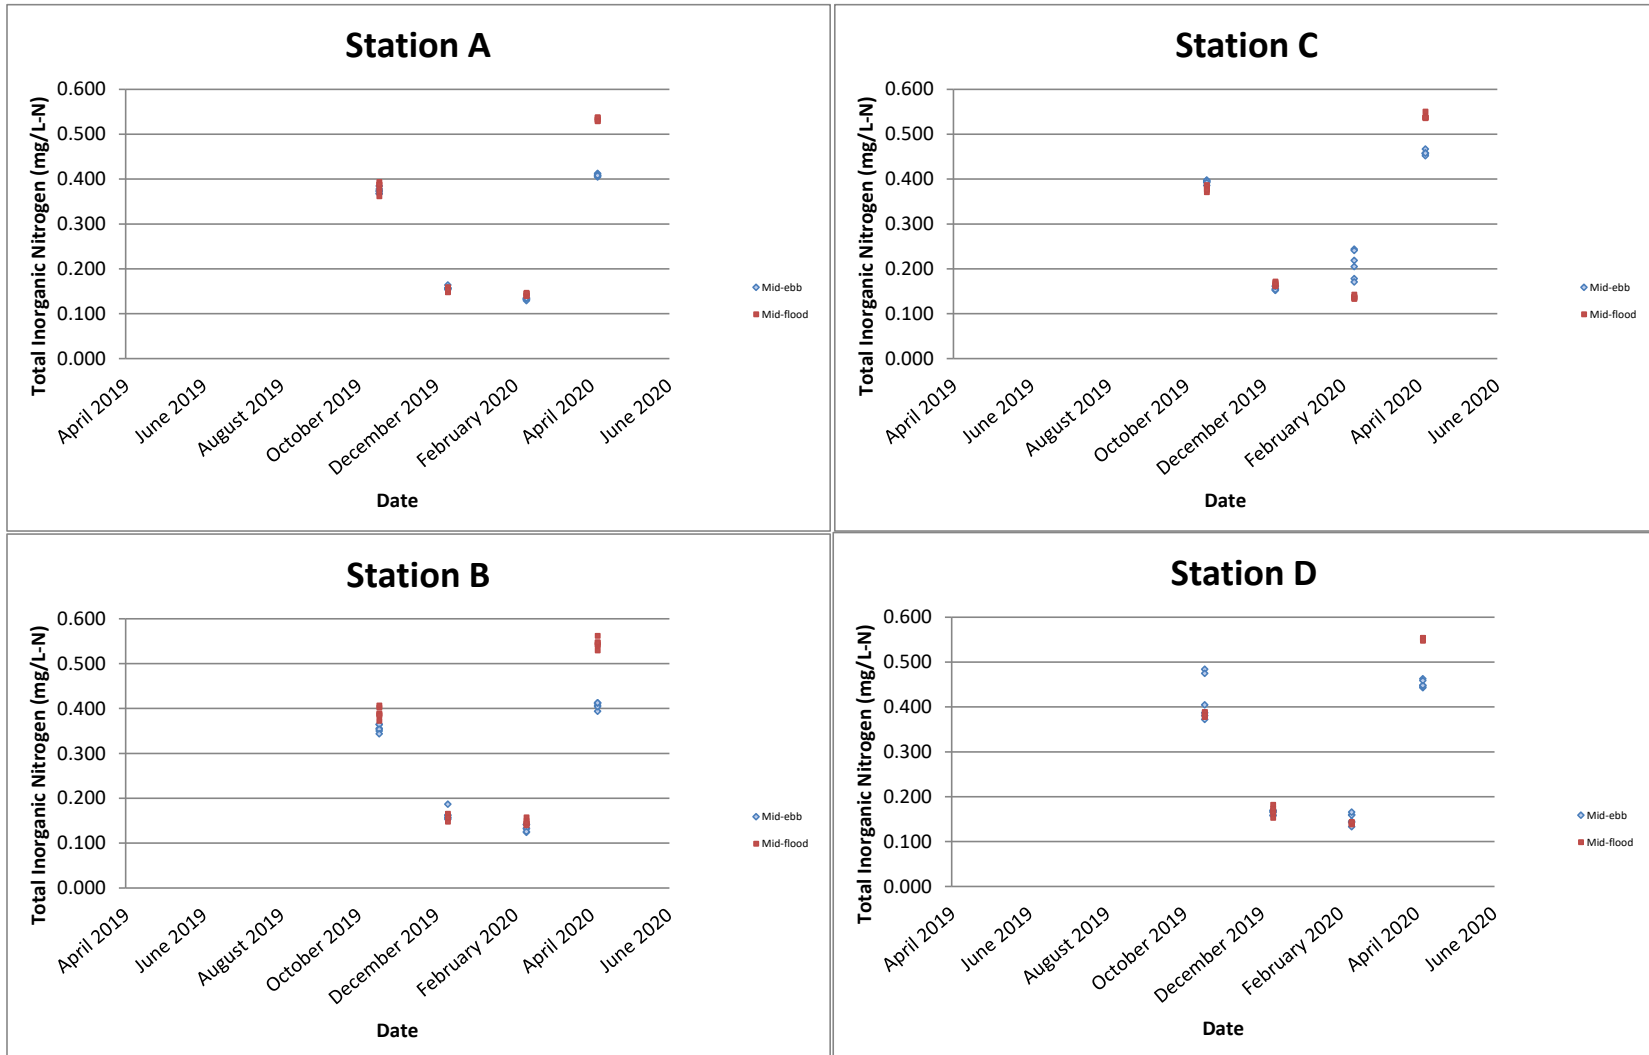 Station A
Total Inorganic Nitrogen (mg/L-N)
0.600
0.500
0.400
0.300
0.200
0.100
0.000
April 2019
June 2019
August 2019
October 2019
December 2019
February 2020
April 2020
June 2020
Date
Mid-ebb
Mid-flood
Station C
Total Inorganic Nitrogen (mg/L-N)
0.600
0.500
0.400
0.300
0.200
0.100
0.000
April 2019
June 2019
August 2019
October 2019
December 2019
February 2020
April 2020
June 2020
Date
Mid-ebb
Mid-flood
Station B
Total Inorganic Nitrogen (mg/L-N)
0.600
0.500
0.400
0.300
0.200
0.100
0.000
April 2019
June 2019
August 2019
October 2019
December 2019
February 2020
April 2020
June 2020
Date
Mid-ebb
Mid-flood
Station D
Total Inorganic Nitrogen (mg/L-N)
0.600
0.500
0.400
0.300
0.200
0.100
0.000
April 2019
June 2019
August 2019
October 2019
December 2019
February 2020
April 2020
June 2020
Date
Mid-ebb
Mid-flood